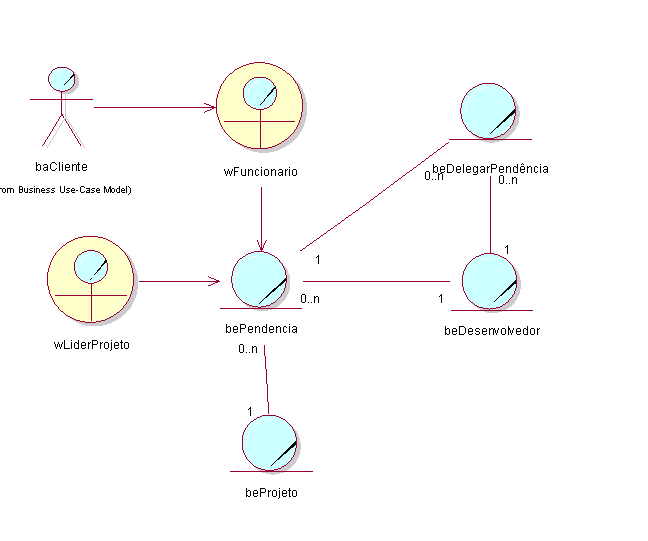 baCliente
rom Business Use-Case Model)
wFuncionario
beDelegarPendência
0..n
0..n
1
1
wLiderProjeto
bePendencia
0..n
1
beDesenvolvedor
0..n
1
beProjeto